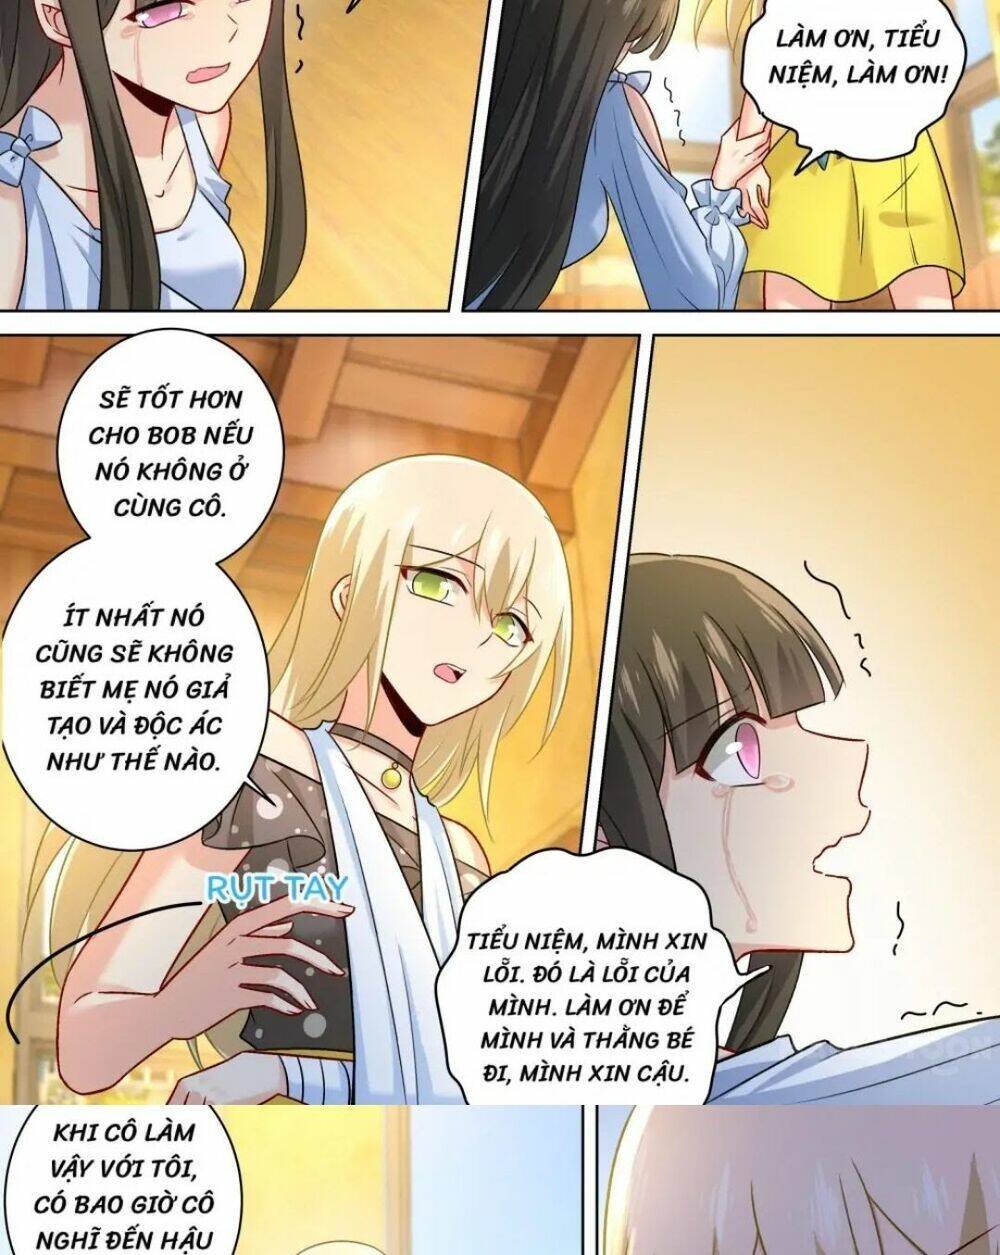 LÀM ƠN, TIỂU
NIỆM, LÀM ƠN!
SẼ TỐT HƠN
CHO BOB NẾU
NÓ KHÔNG Ở
CÙNG CÔ.
ÍT NHẤT NÓ
CŨNG SẼ KHÔNG
BIẾT MẸ NÓ GIẢ
TẠO VÀ ĐỘC ÁC
NHƯ THẾ NÀO.
RỤT TAY
TIỂU NIỆM, MÌNH XIN
LỖI. ĐÓ LÀ LỖI CỦA
MÌNH. LÀM ƠN ĐỂ
MÌNH VÀ THẰNG BÉ
ĐI, MÌNH XIN CẬU.
KHI CÔ LÀM
VẬY VỚI TÔI,
CÓ BAO GIỜ CÔ
NGHĨ ĐẾN HẬU